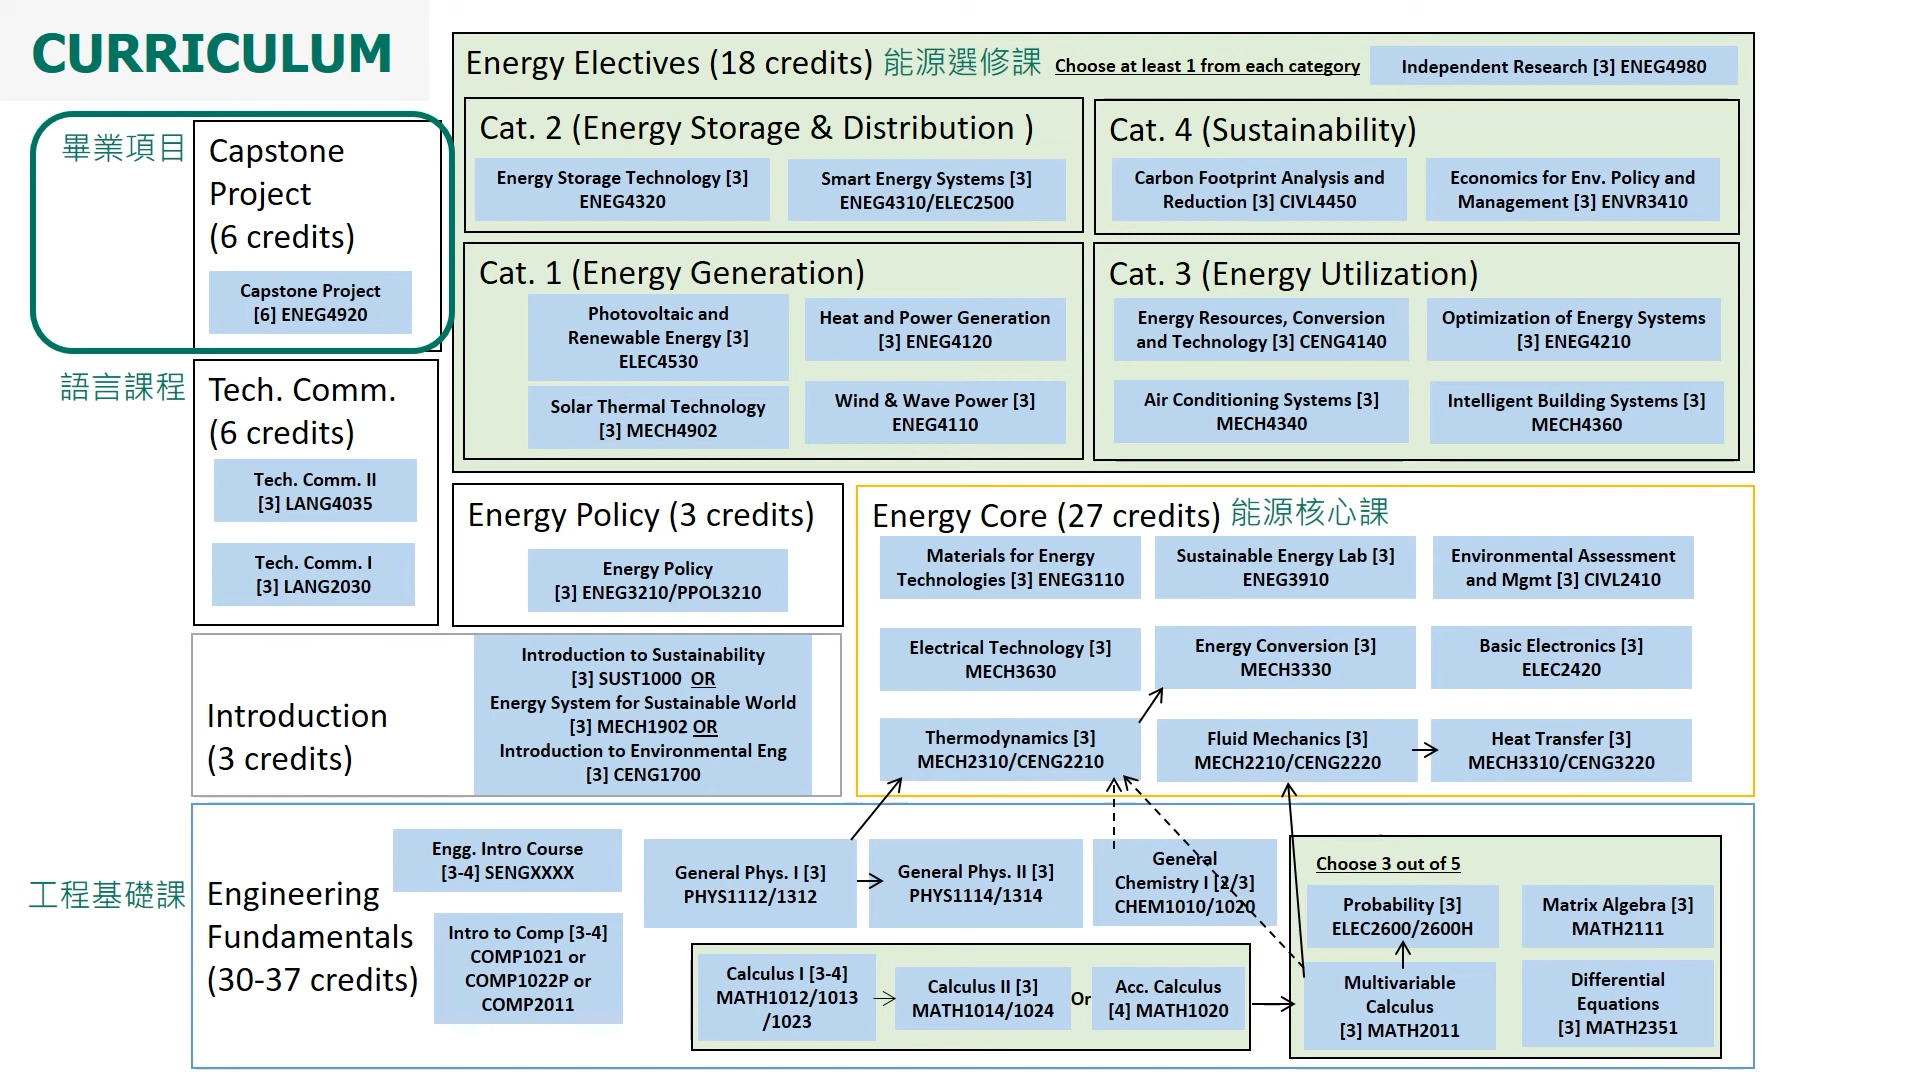 CURRICULUM
畢業項目
Capstone
Project
(6 credits)
Capstone Project
[6] ENEG4920
語言課程
Tech. Comm.
(6 credits)
Tech. Comm. II
[3] LANG4035
Tech. Comm. I
[3] LANG2030
Energy Electives (18 credits) 能源選修課 Choose at least 1 from each category
Independent Research [3] ENEG4980
Cat. 2 (Energy Storage & Distribution )
Energy Storage Technology [3]
ENEG4320
Smart Energy Systems [3]
ENEG4310/ELEC2500
Cat. 4 (Sustainability)
Carbon Footprint Analysis and
Reduction [3] CIVL4450
Economics for Env. Policy and
Management [3] ENVR3410
Cat. 1 (Energy Generation)
Photovoltaic and
Renewable Energy [3]
ELEC4530
Heat and Power Generation
[3] ENEG4120
Solar Thermal Technology
[3] MECH4902
Wind & Wave Power [3]
ENEG4110
Cat. 3 (Energy Utilization)
Energy Resources, Conversion
and Technology [3] CENG4140
Optimization of Energy Systems
[3] ENEG4210
Air Conditioning Systems [3]
MECH4340
Intelligent Building Systems [3]
MECH4360
Energy Policy (3 credits)
Energy Policy
[3] ENEG3210/PPOL3210
Energy Core (27 credits) 能源核心課
Materials for Energy
Technologies [3] ENEG3110
Sustainable Energy Lab [3]
ENEG3910
Environmental Assessment
and Mgmt [3] CIVL2410
Electrical Technology [3]
MECH3630
Energy Conversion [3]
MECH3330
Basic Electronics [3]
ELEC2420
Thermodynamics [3]
MECH2310/CENG2210
Fluid Mechanics [3]
MECH2210/CENG2220
Heat Transfer [3]
MECH3310/CENG3220
Introduction
(3 credits)
Introduction to Sustainability
[3] SUST1000 OR
Energy System for Sustainable World
[3] MECH1902 OR
Introduction to Environmental Eng
[3] CENG1700
工程基礎課
Engineering
Fundamentals
(30-37 credits)
Engg. Intro Course
[3-4] SENGXXXX
Intro to Comp [3-4]
COMP1021 or
COMP1022P or
COMP2011
General Phys. I [3]
PHYS1112/1312
General Phys. II [3]
PHYS1114/1314
General
Chemistry I [2/3]
CHEM1010/1020
Calculus I [3-4]
MATH1012/1013
/1023
Calculus II [3]
MATH1014/1024
Or
Acc. Calculus
[4] MATH1020
Choose 3 out of 5
Probability [3]
ELEC2600/2600H
Matrix Algebra [3]
MATH2111
Multivariable
Calculus
[3] MATH2011
Differential
Equations
[3] MATH2351